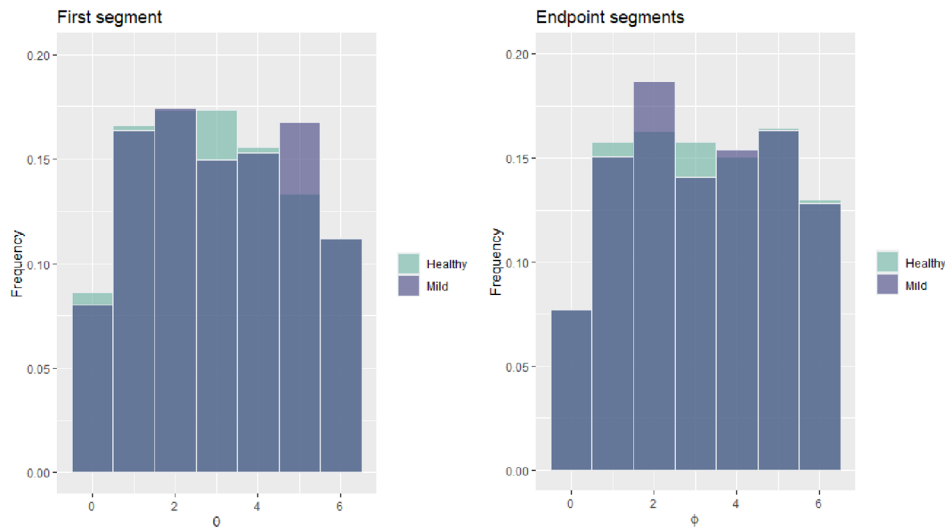 First segment
Endpoint segments
0.20
0.15
0.10
0.05
0.00
Frequency
0 2 4 6
θ
Healthy
Mild
0.20
0.15
0.10
0.05
0.00
Frequency
0 2 4 6
ϕ
Healthy
Mild